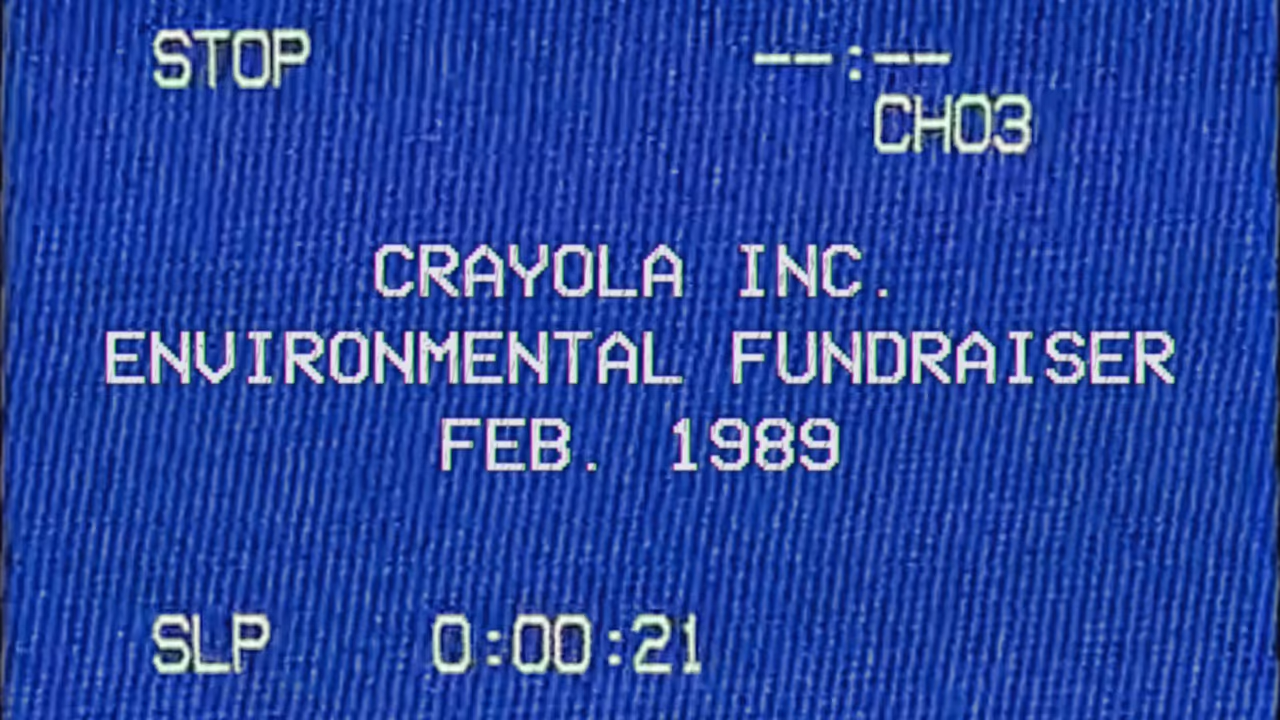 STOP --:--
CH03
CRAYOLA INC.
ENVIRONMENTAL FUNDRAISER
FEB. 1989
SLP 0:00:21